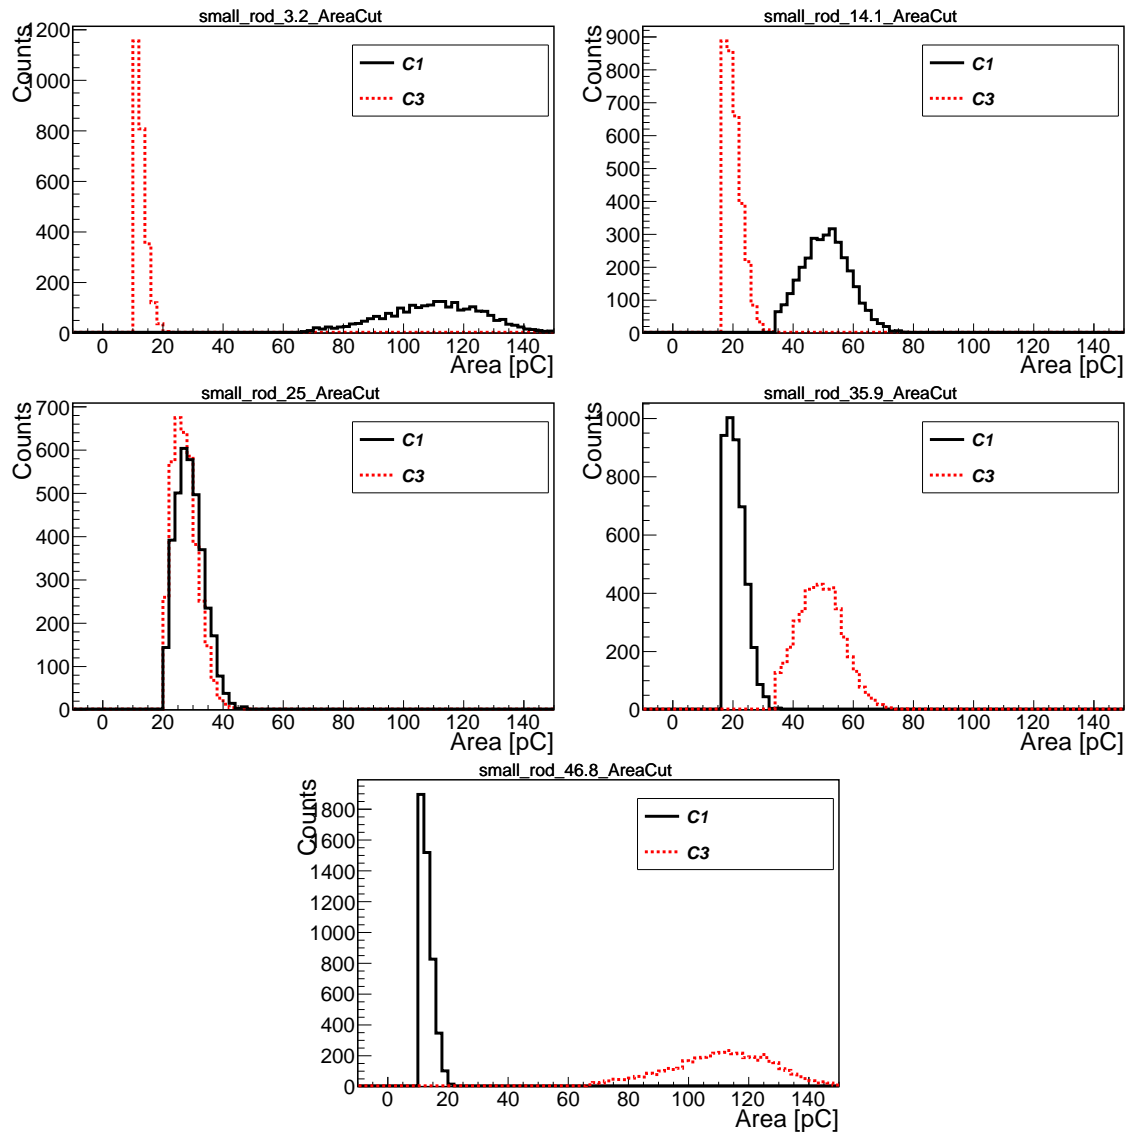 small_rod_3.2_AreaCut
Counts
1200
1000
800
600
400
200
0
C1
C3
0 20 40 60 80 100 120 140
Area [pC]
small_rod_14.1_AreaCut
Counts
900
800
700
600
500
400
300
200
100
0
C1
C3
0 20 40 60 80 100 120 140
Area [pC]
small_rod_25_AreaCut
Counts
700
600
500
400
300
200
100
0
C1
C3
0 20 40 60 80 100 120 140
Area [pC]
small_rod_35.9_AreaCut
Counts
1000
800
600
400
200
0
C1
C3
0 20 40 60 80 100 120 140
Area [pC]
small_rod_46.8_AreaCut
Counts
1800
1600
1400
1200
1000
800
600
400
200
0
C1
C3
0 20 40 60 80 100 120 140
Area [pC]